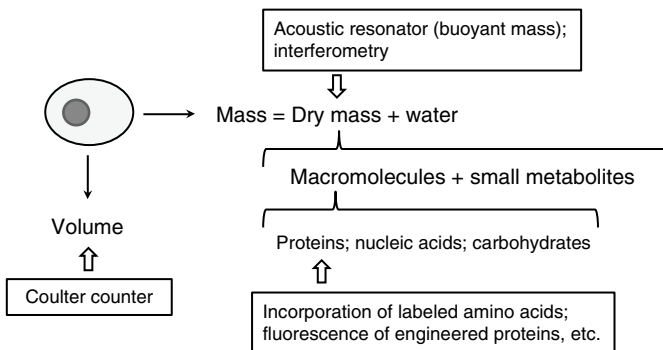 Acoustic resonator (buoyant mass);
interferometry
Mass = Dry mass + water
Macromolecules + small metabolites
Volume
Proteins; nucleic acids; carbohydrates
Coulter counter
Incorporation of labeled amino acids;
fluorescence of engineered proteins, etc.